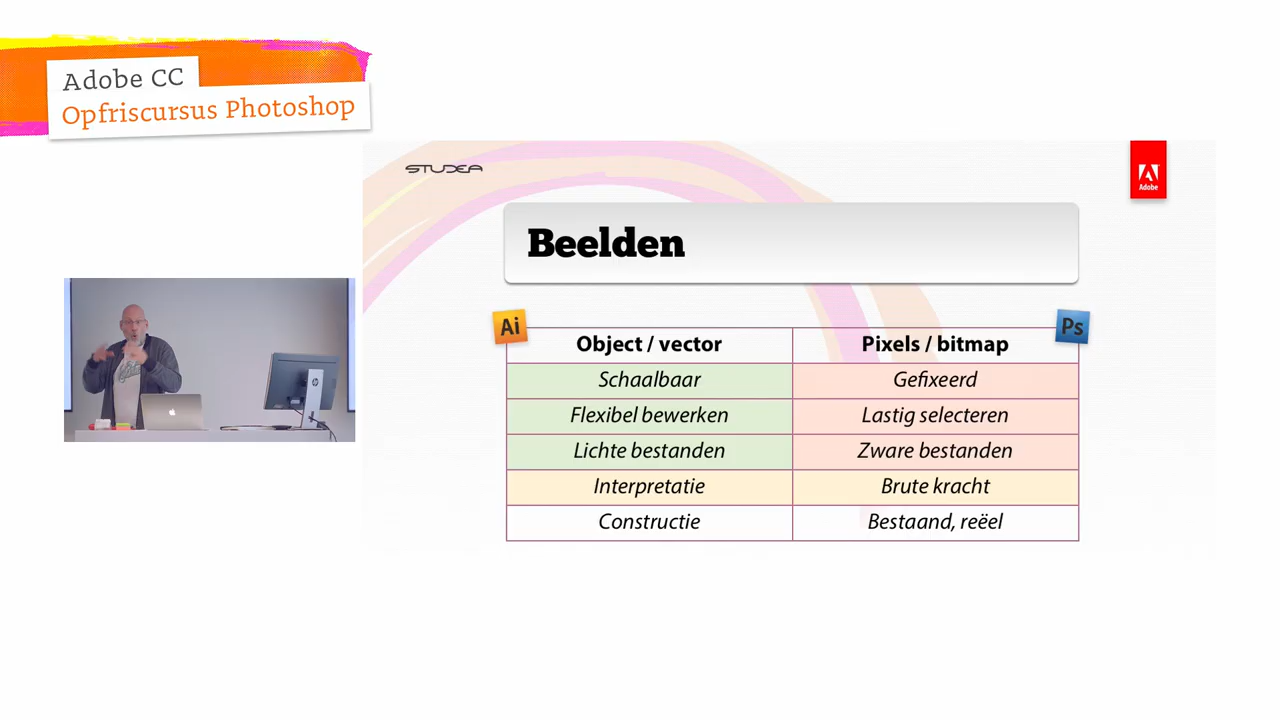 Adobe CC
Opfriscursus Photoshop
STUDEA
Adobe
Beelden
Ai
Ps
Object / vector
Pixels / bitmap
Schaalbaar
Gefixeerd
Flexibel bewerken
Lastig selecteren
Lichte bestanden
Zware bestanden
Interpretatie
Brute kracht
Constructie
Bestaand, reëel